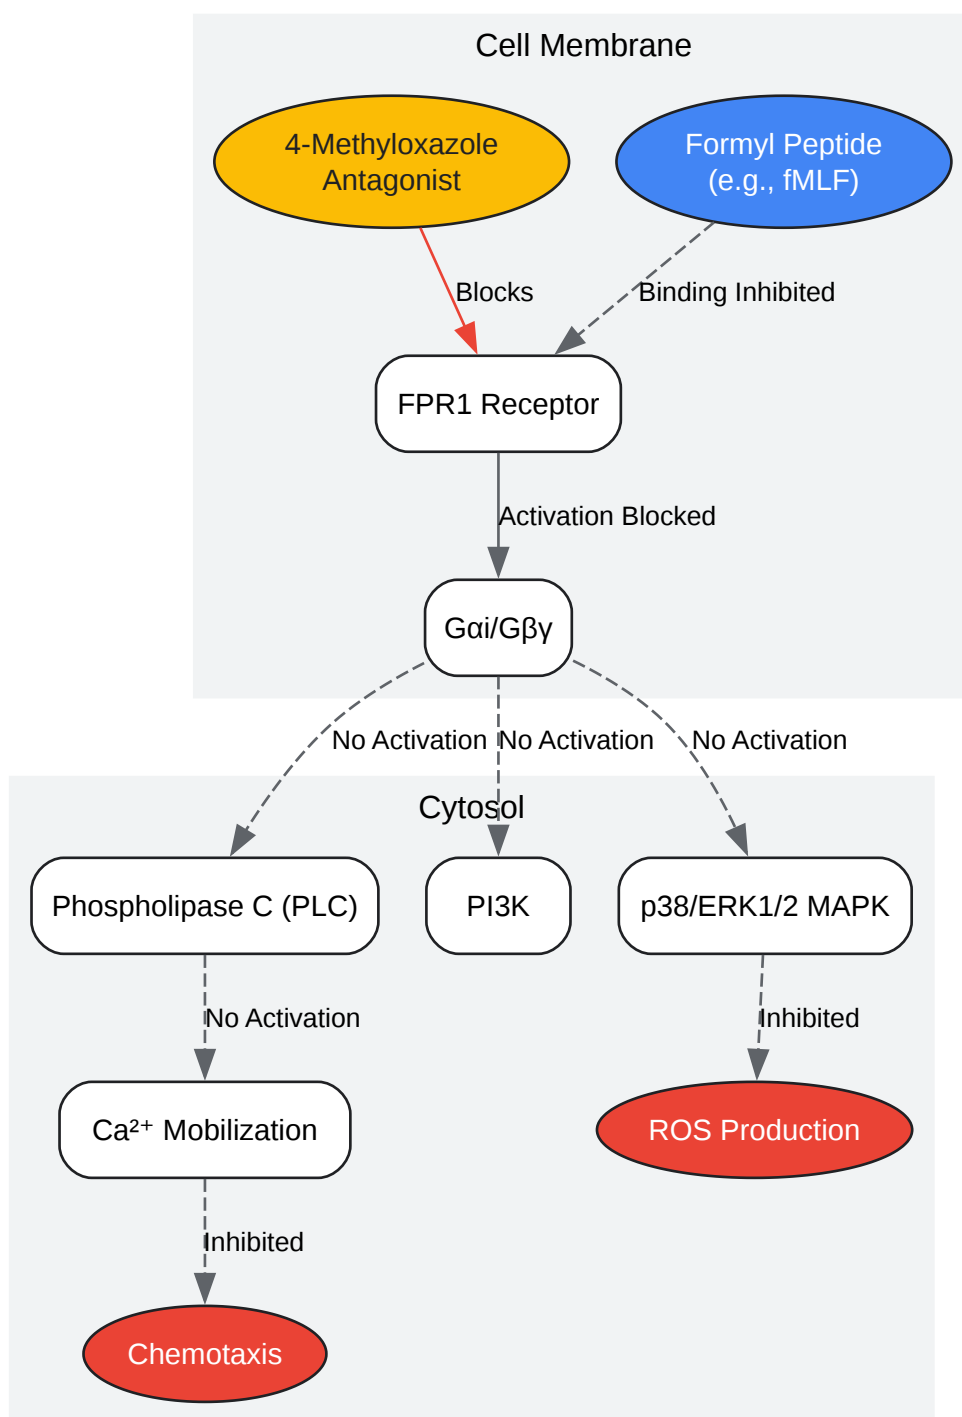 Cell Membrane
4-Methyloxazole
Antagonist
Formyl Peptide
(e.g., fMLF)
Blocks
Binding Inhibited
FPR1 Receptor
Activation Blocked
Gαi/Gβγ
No Activation
No Activation
No Activation
Cytosol
Phospholipase C (PLC)
PI3K
p38/ERK1/2 MAPK
No Activation
Inhibited
Ca²⁺ Mobilization
ROS Production
Inhibited
Chemotaxis